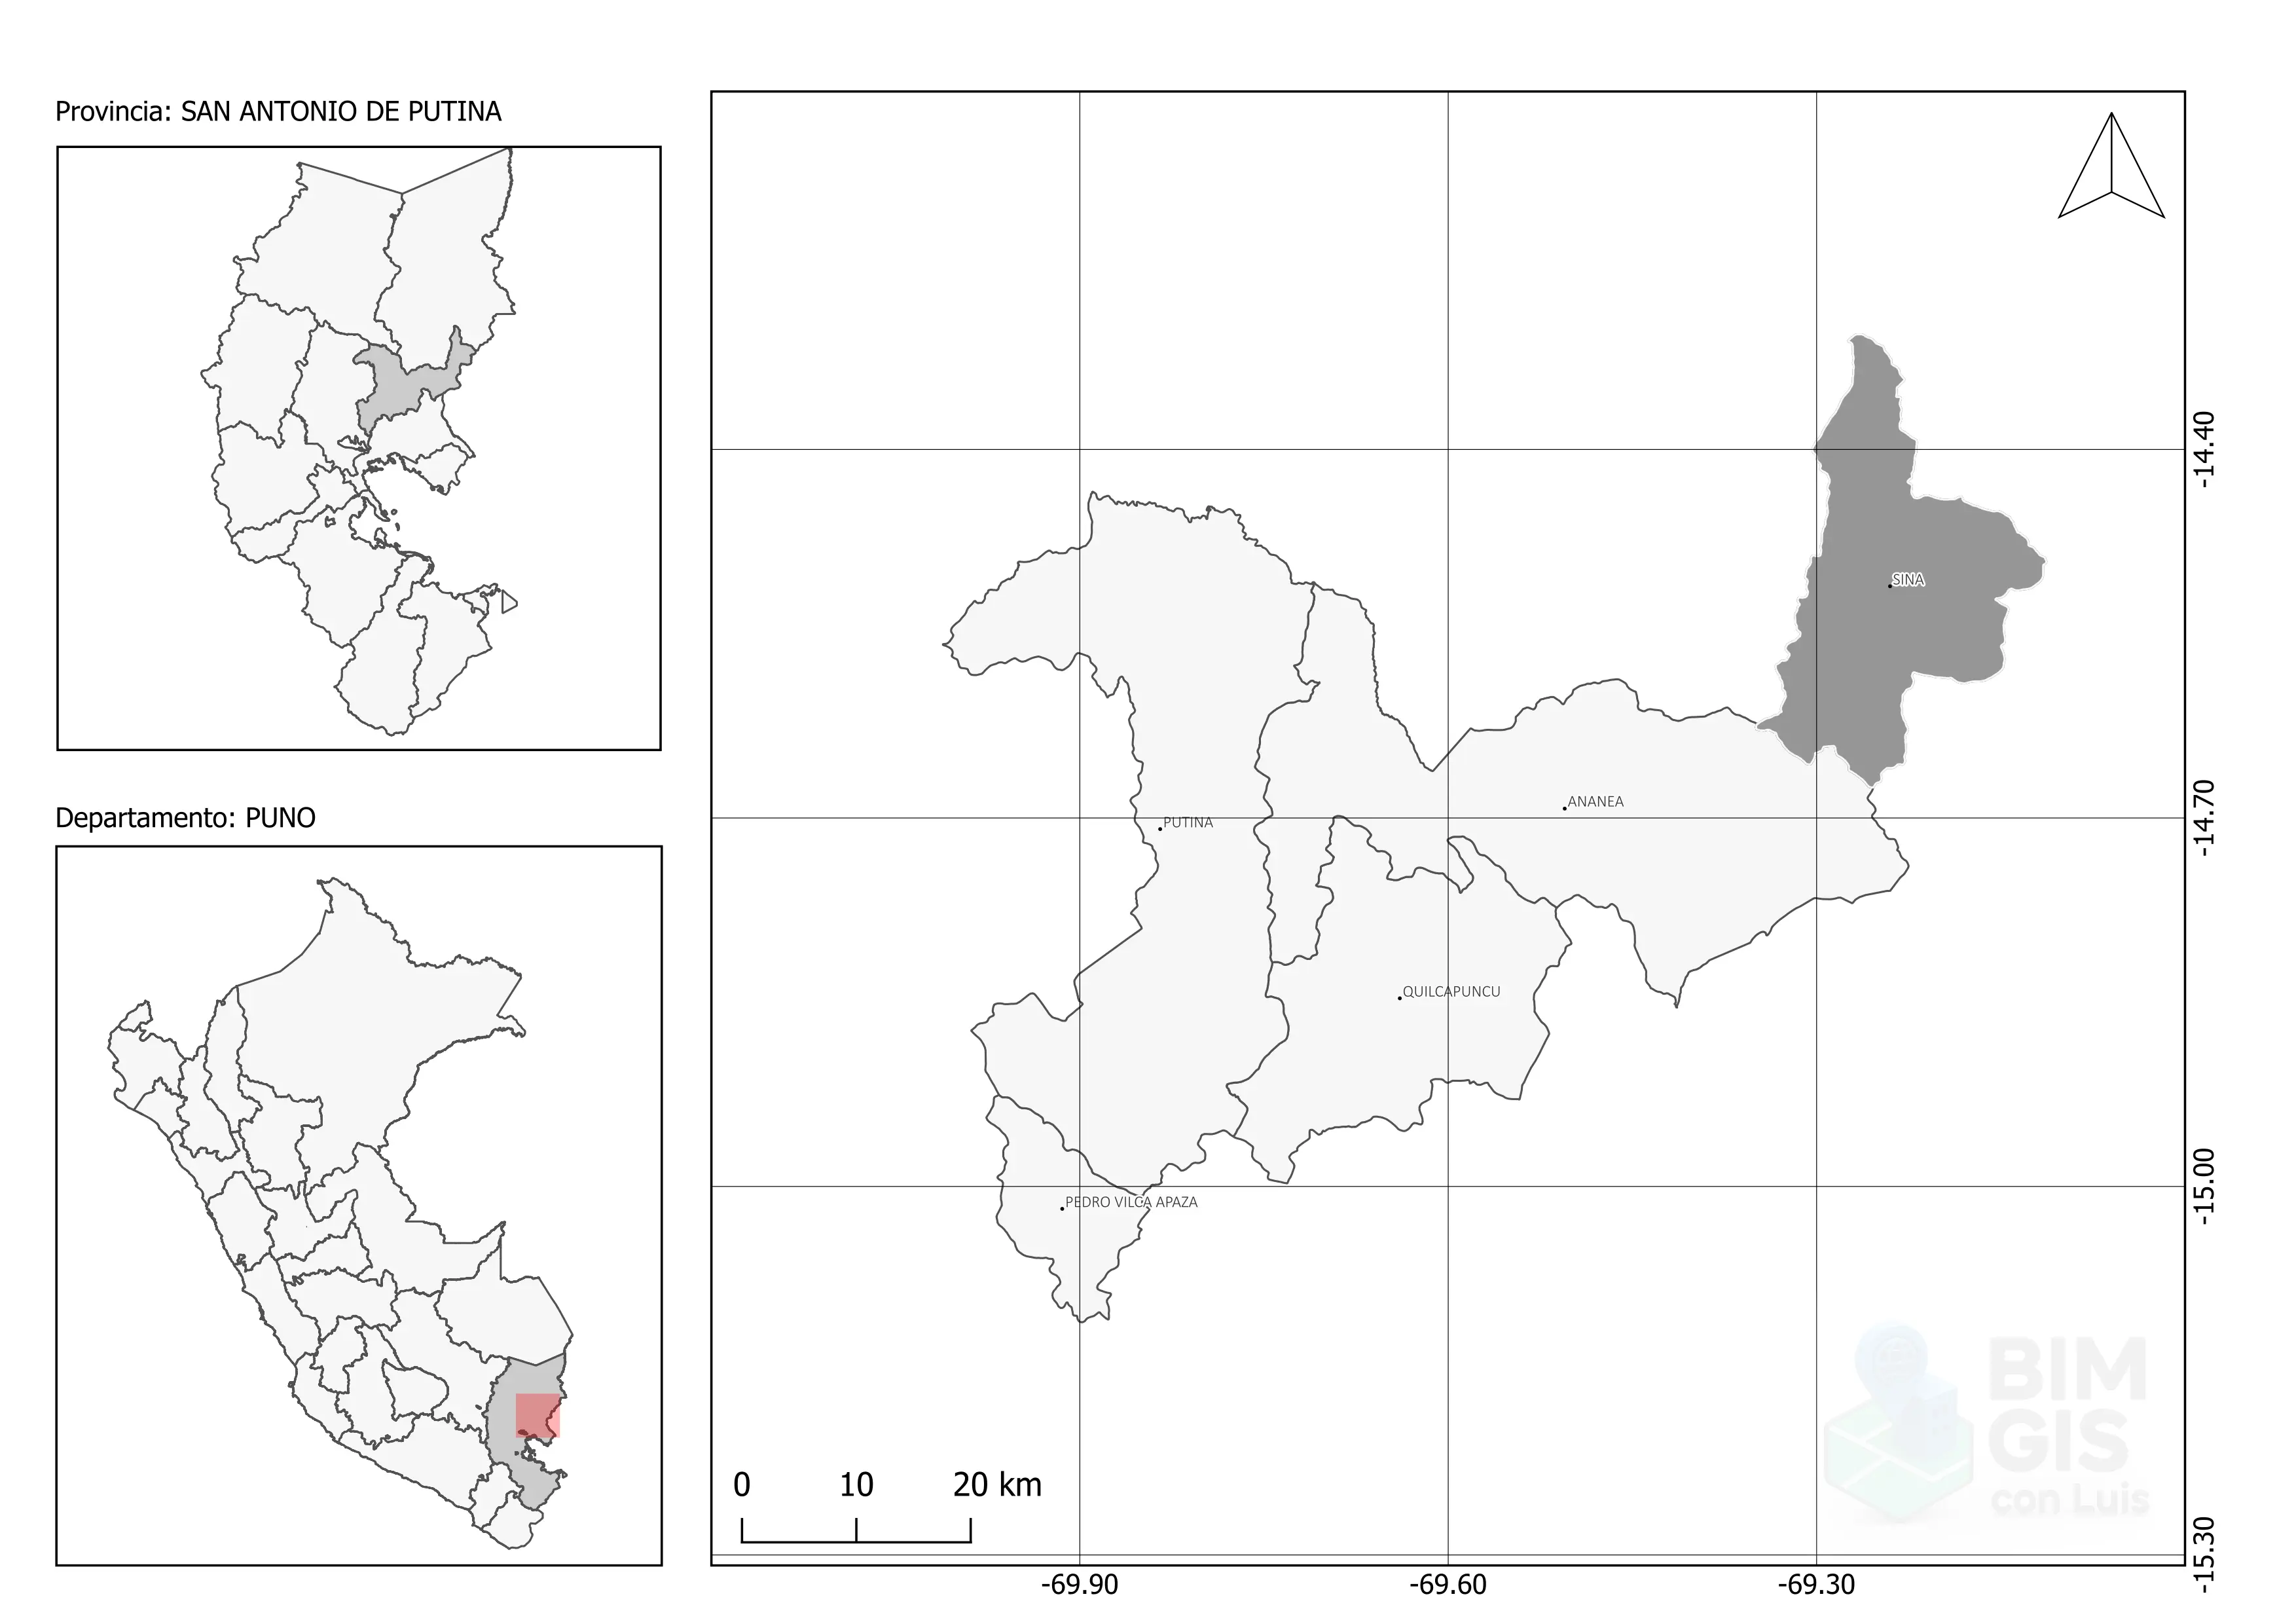 Provincia: SAN ANTONIO DE PUTINA
Departamento: PUNO
SINA
ANANEA
PUTINA
QUILCAPUNCU
PEDRO VILCA APAZA
-14.40
-14.70
-15.00
-15.30
0 10 20 km
-69.90 -69.60 -69.30
BIM
GIS
con Luis